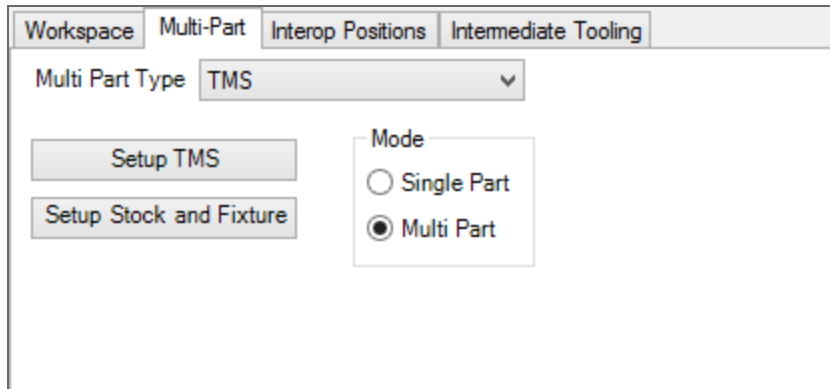 Workspace Multi-Part Interop Positions Intermediate Tooling
Multi Part Type TMS
Setup TMS
Setup Stock and Fixture
Mode
Single Part
Multi Part